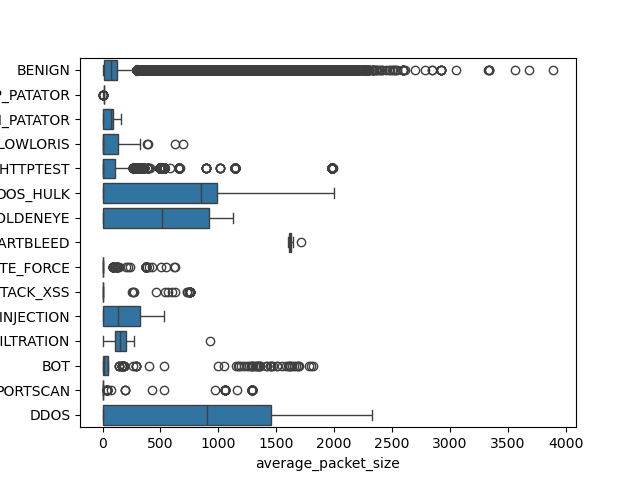 BENIGN
P_PATATOR
H_PATATOR
LOWLORIS
HTTPTEST
DOS_HULK
OLDENEYE
ARTBLEED
TE_FORCE
TACK_XSS
INJECTION
ILTRATION
BOT
PORTSCAN
DDOS
0 500 1000 1500 2000 2500 3000 3500 4000
average_packet_size